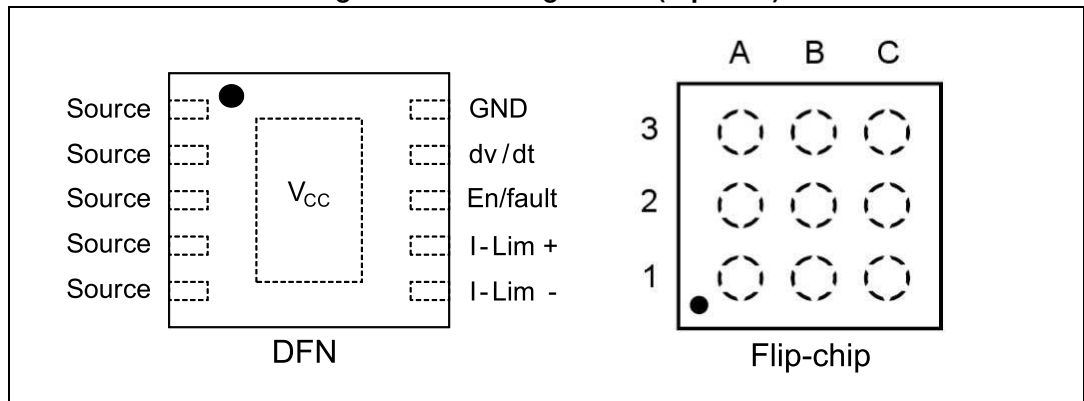 Source
Source
Source
Source
Source
V_CC
GND
dv/dt
En/fault
I-Lim +
I-Lim -
DFN
A B C
3
2
1
Flip-chip